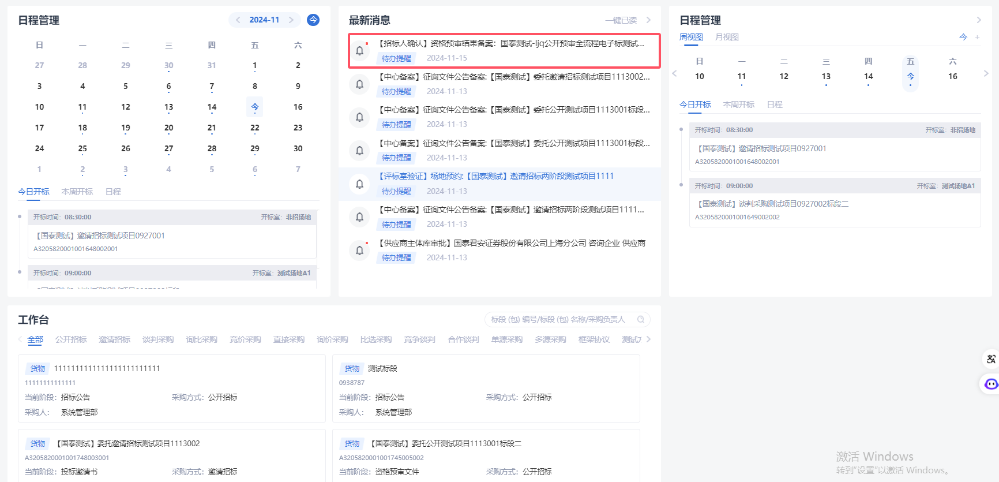 日程管理
2024-11
今
日 一 二 三 四 五 六
27 28 29 30 31 1 2
3 4 5 6 7 8 9
10 11 12 13 14 今 16
17 18 19 20 21 22 23
24 25 26 27 28 29 30
1 2 3 4 5 6 7
今日开标 本周开标 日程
开标时间：08:30:00 开标室：非招场地
【国泰测试】邀请招标测试项目0927001
A3205820001001648002001
开标时间：09:00:00 开标室：测试场地A1
最新消息
一键已读
【招标人确认】资格预审结果备案：国泰测试-ljq公开预审全流程电子标测试...
待办提醒 2024-11-15
【中心备案】征询文件公告备案:【国泰测试】委托邀请招标测试项目1113002...
待办提醒 2024-11-13
【中心备案】征询文件公告备案:【国泰测试】委托公开测试项目1113001标段...
待办提醒 2024-11-13
【中心备案】征询文件公告备案:【国泰测试】委托公开测试项目1113001标段...
待办提醒 2024-11-13
【评标室验证】场地预约:【国泰测试】邀请招标两阶段测试项目1111
待办提醒 2024-11-13
【中心备案】征询文件公告备案:【国泰测试】邀请招标两阶段测试项目1111...
待办提醒 2024-11-13
【供应商主体库审批】国泰君安证券股份有限公司上海分公司 咨询企业 供应商
待办提醒 2024-11-13
日程管理
周视图 月视图
今 +
日 一 二 三 四 五 六
10 11 12 13 14 今 16
今日开标 本周开标 日程
开标时间：08:30:00 开标室：非招场地
【国泰测试】邀请招标测试项目0927001
A3205820001001648002001
开标时间：09:00:00 开标室：测试场地A1
【国泰测试】谈判采购测试项目0927002标段二
A3205820001001649002002
工作台
标段 (包) 编号/标段 (包) 名称/采购负责人
全部 公开招标 邀请招标 谈判采购 询比采购 竞价采购 直接采购 询价采购 比选采购 竞争谈判 合作谈判 单源采购 多源采购 框架协议 测试方
货物 1111111111111111111111111
11111111111111
当前阶段：招标公告 采购方式：公开招标
采购人： 系统管理部
货物 测试标段
0938787
当前阶段：招标公告 采购方式：公开招标
采购人： 系统管理部
货物 【国泰测试】委托邀请招标测试项目1113002
A3205820001001748003001
当前阶段：投标邀请书 采购方式：邀请招标
货物 【国泰测试】委托公开测试项目1113001标段二
A3205820001001745005002
当前阶段：资格预审文件 采购方式：公开招标
激活 Windows
转到“设置”以激活 Windows。